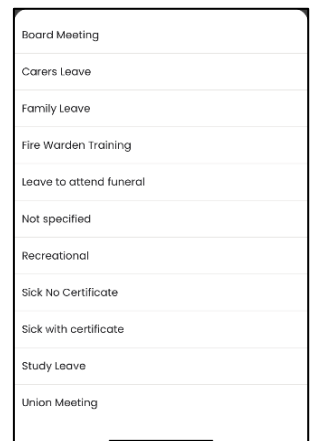 Board Meeting
Carers Leave
Family Leave
Fire Warden Training
Leave to attend funeral
Not specified
Recreational
Sick No Certificate
Sick with certificate
Study Leave
Union Meeting